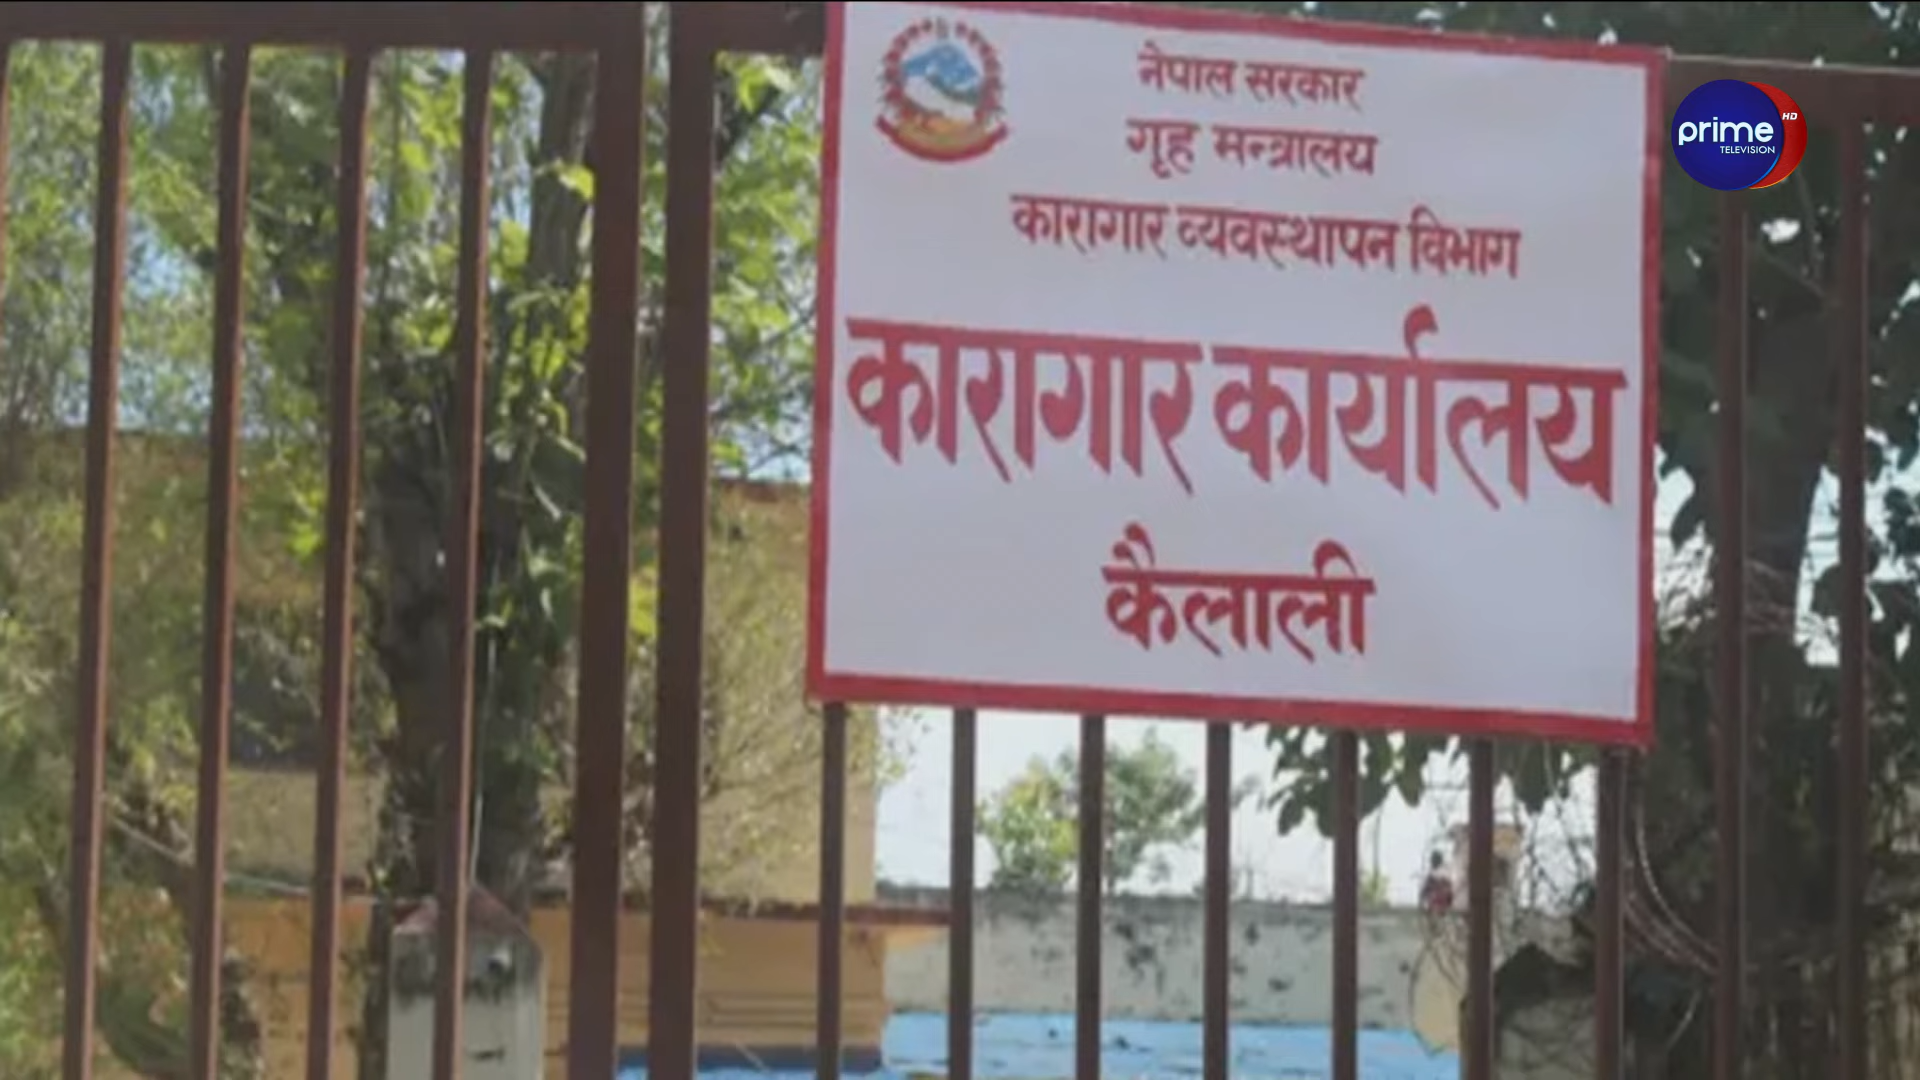 नेपाल सरकार
गृह मन्त्रालय
कारागार व्यवस्थापन विभाग
कारागार कार्यालय
कैलाली
prime HD
TELEVISION